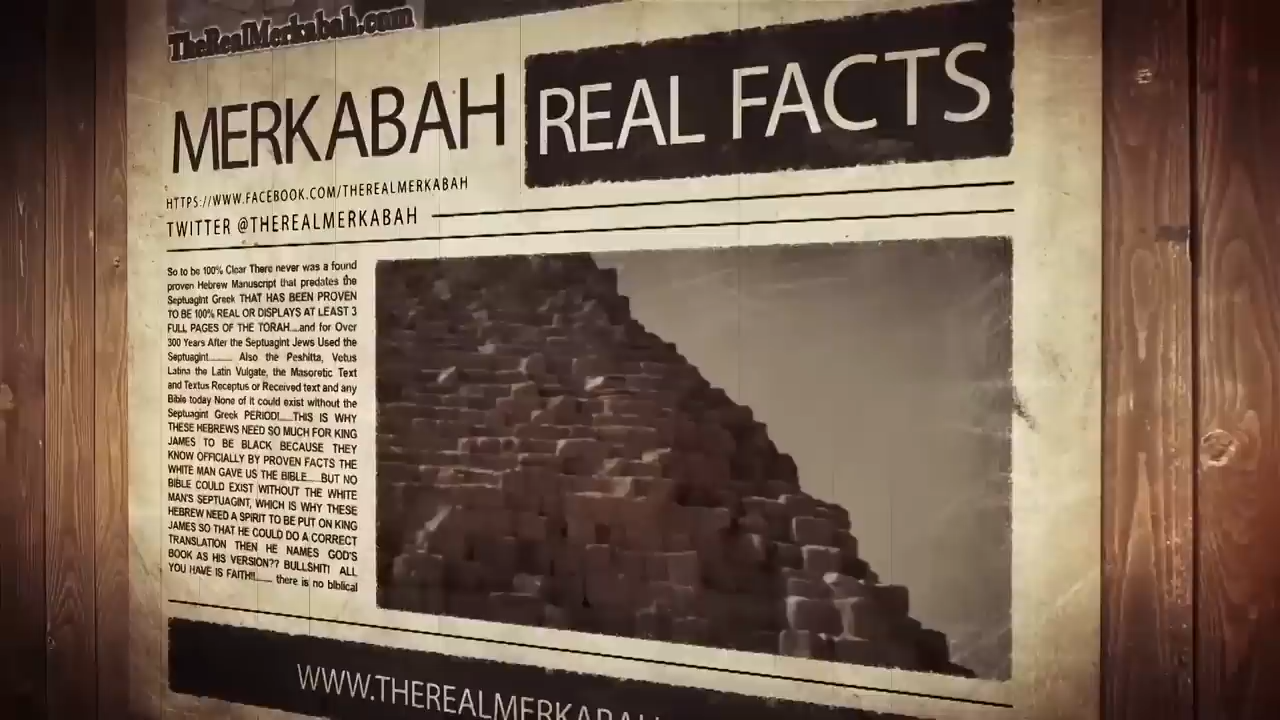 TheRealMerkabah.com
MERKABAH REAL FACTS
HTTPS://WWW.FACEBOOK.COM/THEREALMERKABAH
TWITTER @THEREALMERKABAH
So to be 100% Clear There never was a found
proven Hebrew Manuscript that predates the
Septuagint Greek THAT HAS BEEN PROVEN
TO BE 100% REAL OR DISPLAYS AT LEAST 3
FULL PAGES OF THE TORAH....and for Over
300 Years After the Septuagint Jews Used the
Septuagint.......... Also the Peshitta, Vetus
Latina the Latin Vulgate, the Masoretic Text
and Textus Receptus or Received text and any
Bible today None of it could exist without the
Septuagint Greek PERIOD!.....THIS IS WHY
THESE HEBREWS NEED SO MUCH FOR KING
JAMES TO BE BLACK BECAUSE THEY
KNOW OFFICIALLY BY PROVEN FACTS THE
WHITE MAN GAVE US THE BIBLE.....BUT NO
BIBLE COULD EXIST WITHOUT THE WHITE
MAN'S SEPTUAGINT, WHICH IS WHY THESE
HEBREW NEED A SPIRIT TO BE PUT ON KING
JAMES SO THAT HE COULD DO A CORRECT
TRANSLATION THEN HE NAMES GOD'S
BOOK AS HIS VERSION?? BULLSHIT! ALL
YOU HAVE IS FAITH!!....... there is no biblical
WWW.THEREALMERKABAH